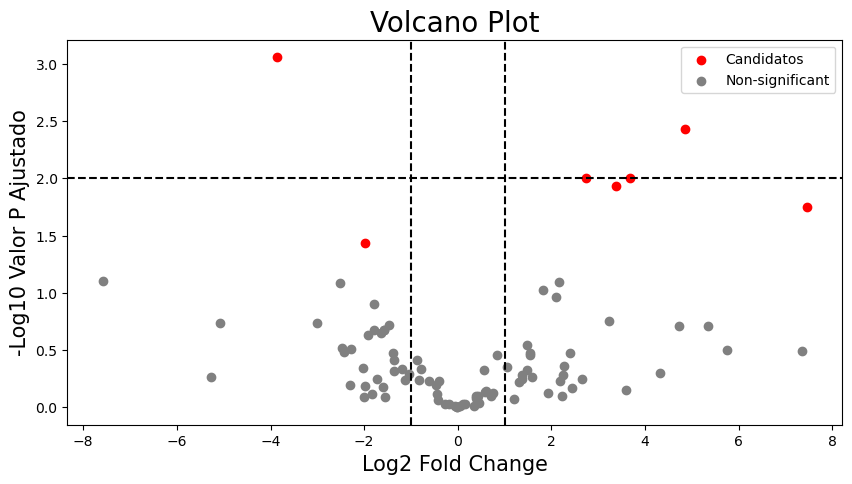 Volcano Plot
Candidatos
Non-significant
-Log10 Valor P Ajustado
3.0
2.5
2.0
1.5
1.0
0.5
0.0
−8 −6 −4 −2 0 2 4 6 8
Log2 Fold Change